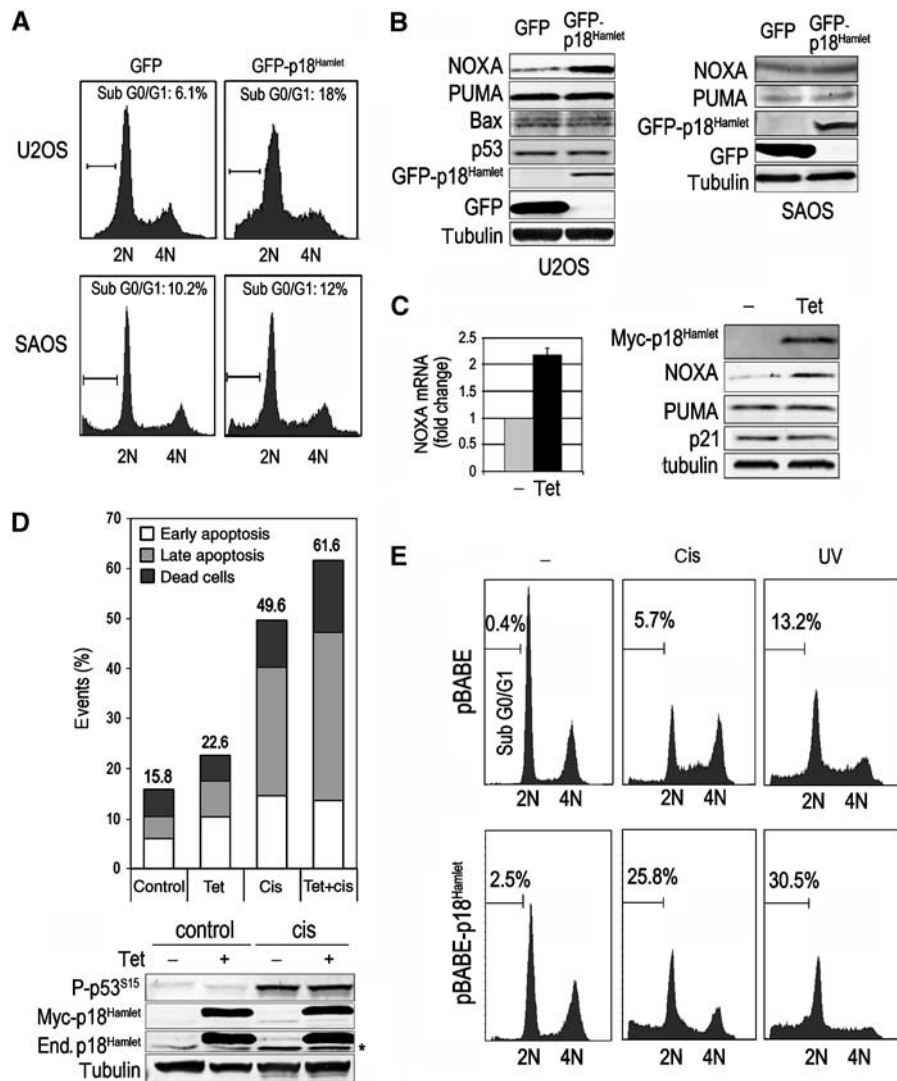 A
GFP
GFP-p18Hamlet
U2OS
Sub G0/G1: 6.1%
Sub G0/G1: 18%
2N 4N
2N 4N
SAOS
Sub G0/G1: 10.2%
Sub G0/G1: 12%
2N 4N
2N 4N
B
GFP
GFP-
p18Hamlet
NOXA
PUMA
Bax
p53
GFP-p18Hamlet
GFP
Tubulin
U2OS
GFP
GFP-
p18Hamlet
NOXA
PUMA
GFP-p18Hamlet
GFP
Tubulin
SAOS
C
NOXA mRNA
(fold change)
2.5
2
1.5
1
0.5
0
– Tet
– Tet
Myc-p18Hamlet
NOXA
PUMA
p21
tubulin
D
Events (%)
70
60
50
40
30
20
10
0
Early apoptosis
Late apoptosis
Dead cells
15.8
22.6
49.6
61.6
Control
Tet
Cis
Tet+cis
control
cis
Tet – + – +
P-p53S15
Myc-p18Hamlet
End. p18Hamlet *
Tubulin
E
–
Cis
UV
pBABE
0.4%
Sub G0/G1
5.7%
13.2%
2N 4N
2N 4N
2N 4N
pBABE-p18Hamlet
2.5%
25.8%
30.5%
2N 4N
2N 4N
2N 4N